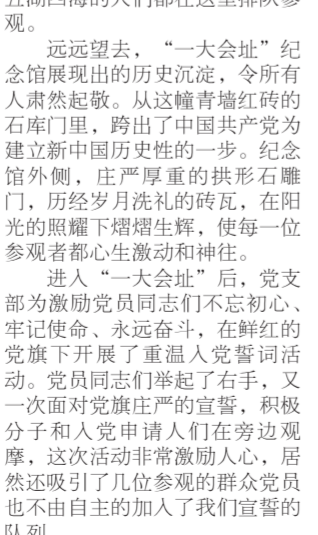 五湖四海的人们都在这里排队参
观。
远远望去，“一大会址”纪
念馆展现出的历史沉淀，令所有
人肃然起敬。从这幢青墙红砖的
石库门里，跨出了中国共产党为
建立新中国历史性的一步。纪念
馆外侧，庄严厚重的拱形石雕
门，历经岁月洗礼的砖瓦，在阳
光的照耀下熠熠生辉，使每一位
参观者都心生激动和神往。
进入“一大会址”后，党支
部为激励党员同志们不忘初心、
牢记使命、永远奋斗，在鲜红的
党旗下开展了重温入党誓词活
动。党员同志们举起了右手，又
一次面对党旗庄严的宣誓，积极
分子和入党申请人们在旁边观
摩，这次活动非常激励人心，居
然还吸引了几位参观的群众党员
也不由自主的加入了我们宣誓的
队列